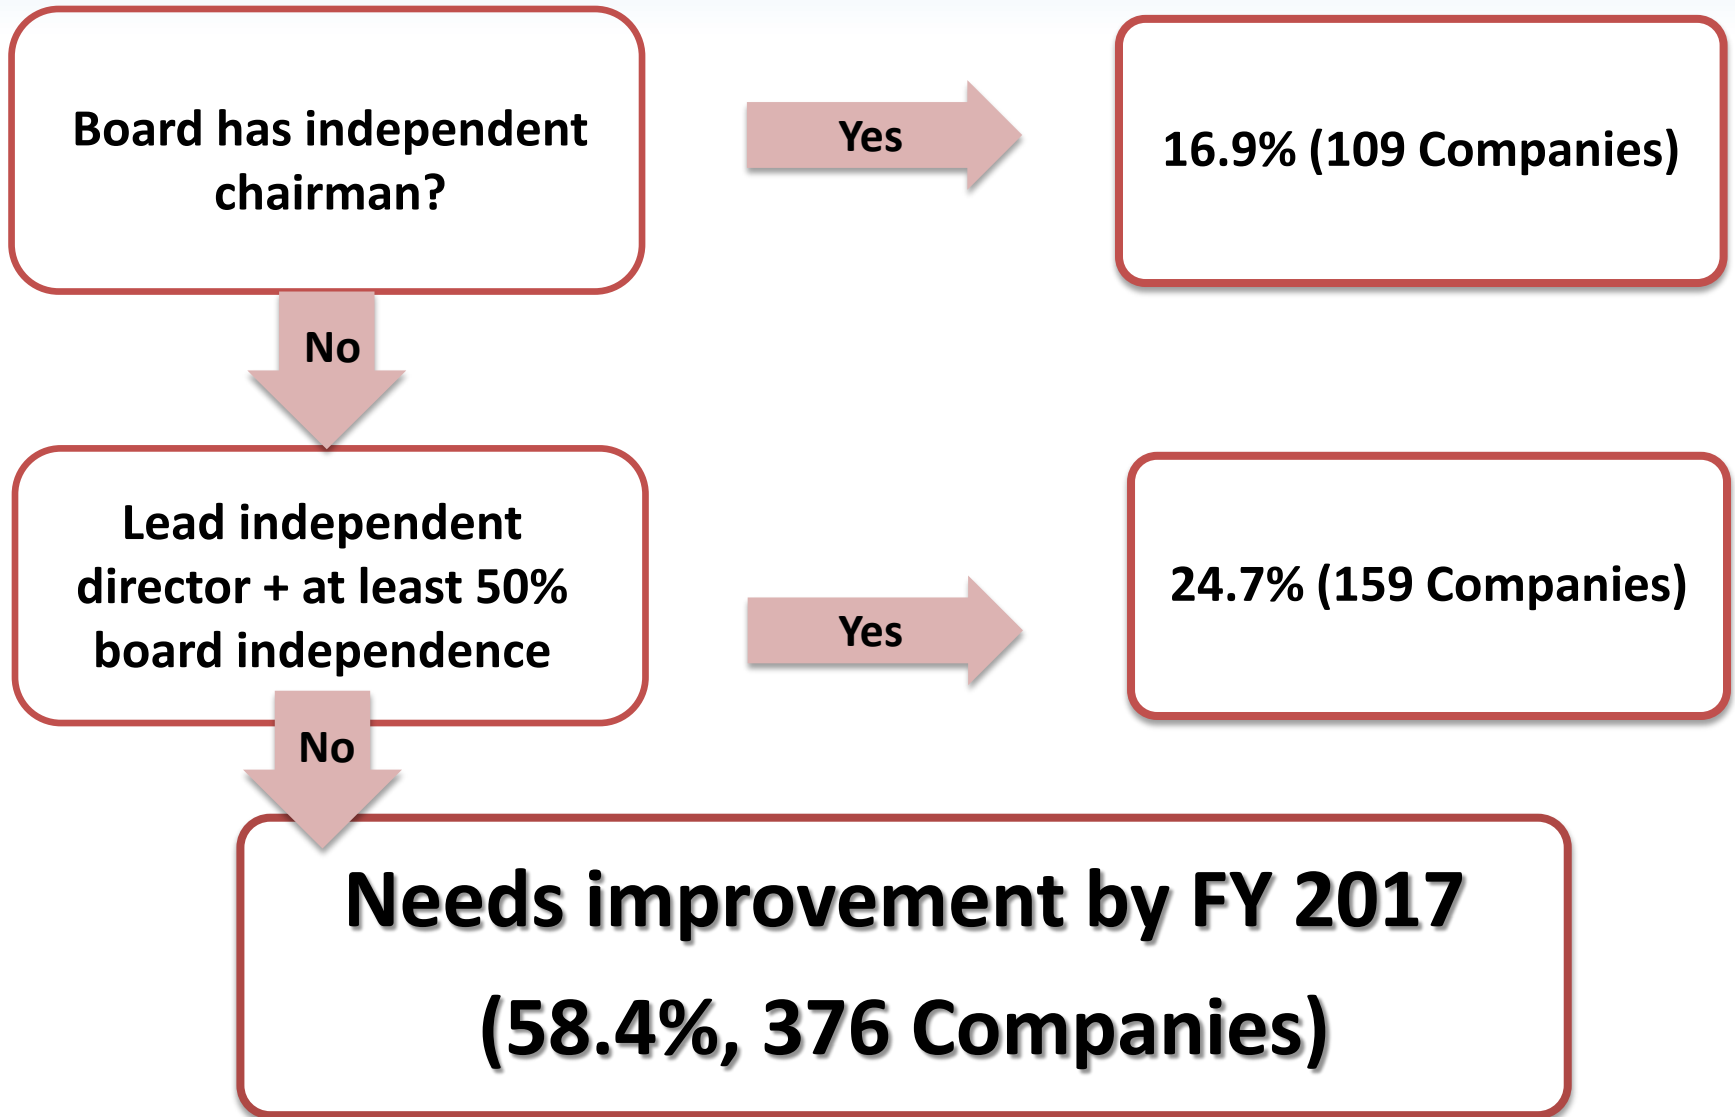 Board has independent
chairman?
Yes
16.9% (109 Companies)
No
Lead independent
director + at least 50%
board independence
Yes
24.7% (159 Companies)
No
Needs improvement by FY 2017
(58.4%, 376 Companies)